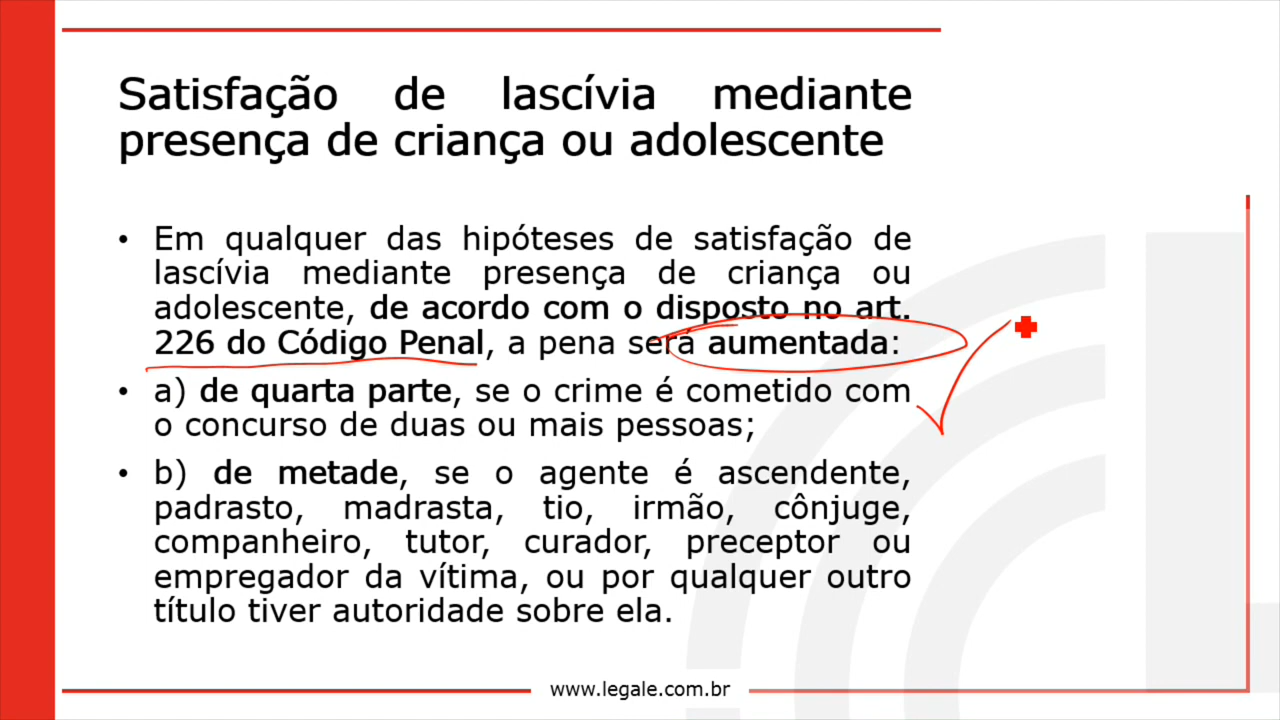 Satisfação de lascívia mediante
presença de criança ou adolescente
• Em qualquer das hipóteses de satisfação de
lascívia mediante presença de criança ou
adolescente, de acordo com o disposto no art.
226 do Código Penal, a pena será aumentada:
• a) de quarta parte, se o crime é cometido com
o concurso de duas ou mais pessoas;
• b) de metade, se o agente é ascendente,
padrasto, madrasta, tio, irmão, cônjuge,
companheiro, tutor, curador, preceptor ou
empregador da vítima, ou por qualquer outro
título tiver autoridade sobre ela.
www.legale.com.br